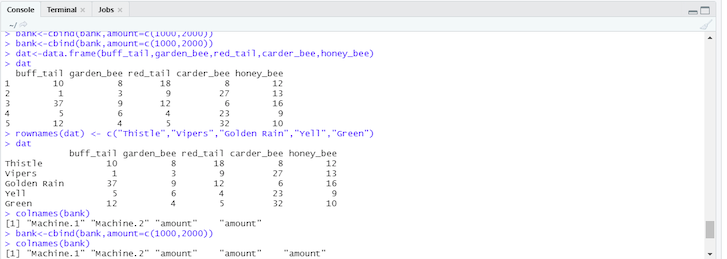 Console Terminal × Jobs ×
~/
> bank<-cbind(bank,amount=c(1000,2000))
> bank<-cbind(bank,amount=c(1000,2000))
> dat<-data.frame(buff_tail,garden_bee,red_tail,carder_bee,honey_bee)
> dat
  buff_tail garden_bee red_tail carder_bee honey_bee
1        10          8       18          8        12
2         1          3        9         27        13
3        37          9       12          6        16
4         5          6        4         23         9
5        12          4        5         32        10
> rownames(dat) <- c("Thistle","Vipers","Golden Rain","Yell","Green")
> dat
            buff_tail garden_bee red_tail carder_bee honey_bee
Thistle            10          8       18          8        12
Vipers              1          3        9         27        13
Golden Rain        37          9       12          6        16
Yell                5          6        4         23         9
Green              12          4        5         32        10
> colnames(bank)
[1] "Machine.1" "Machine.2" "amount"    "amount"
> bank<-cbind(bank,amount=c(1000,2000))
> colnames(bank)
[1] "Machine.1" "Machine.2" "amount"    "amount"    "amount"